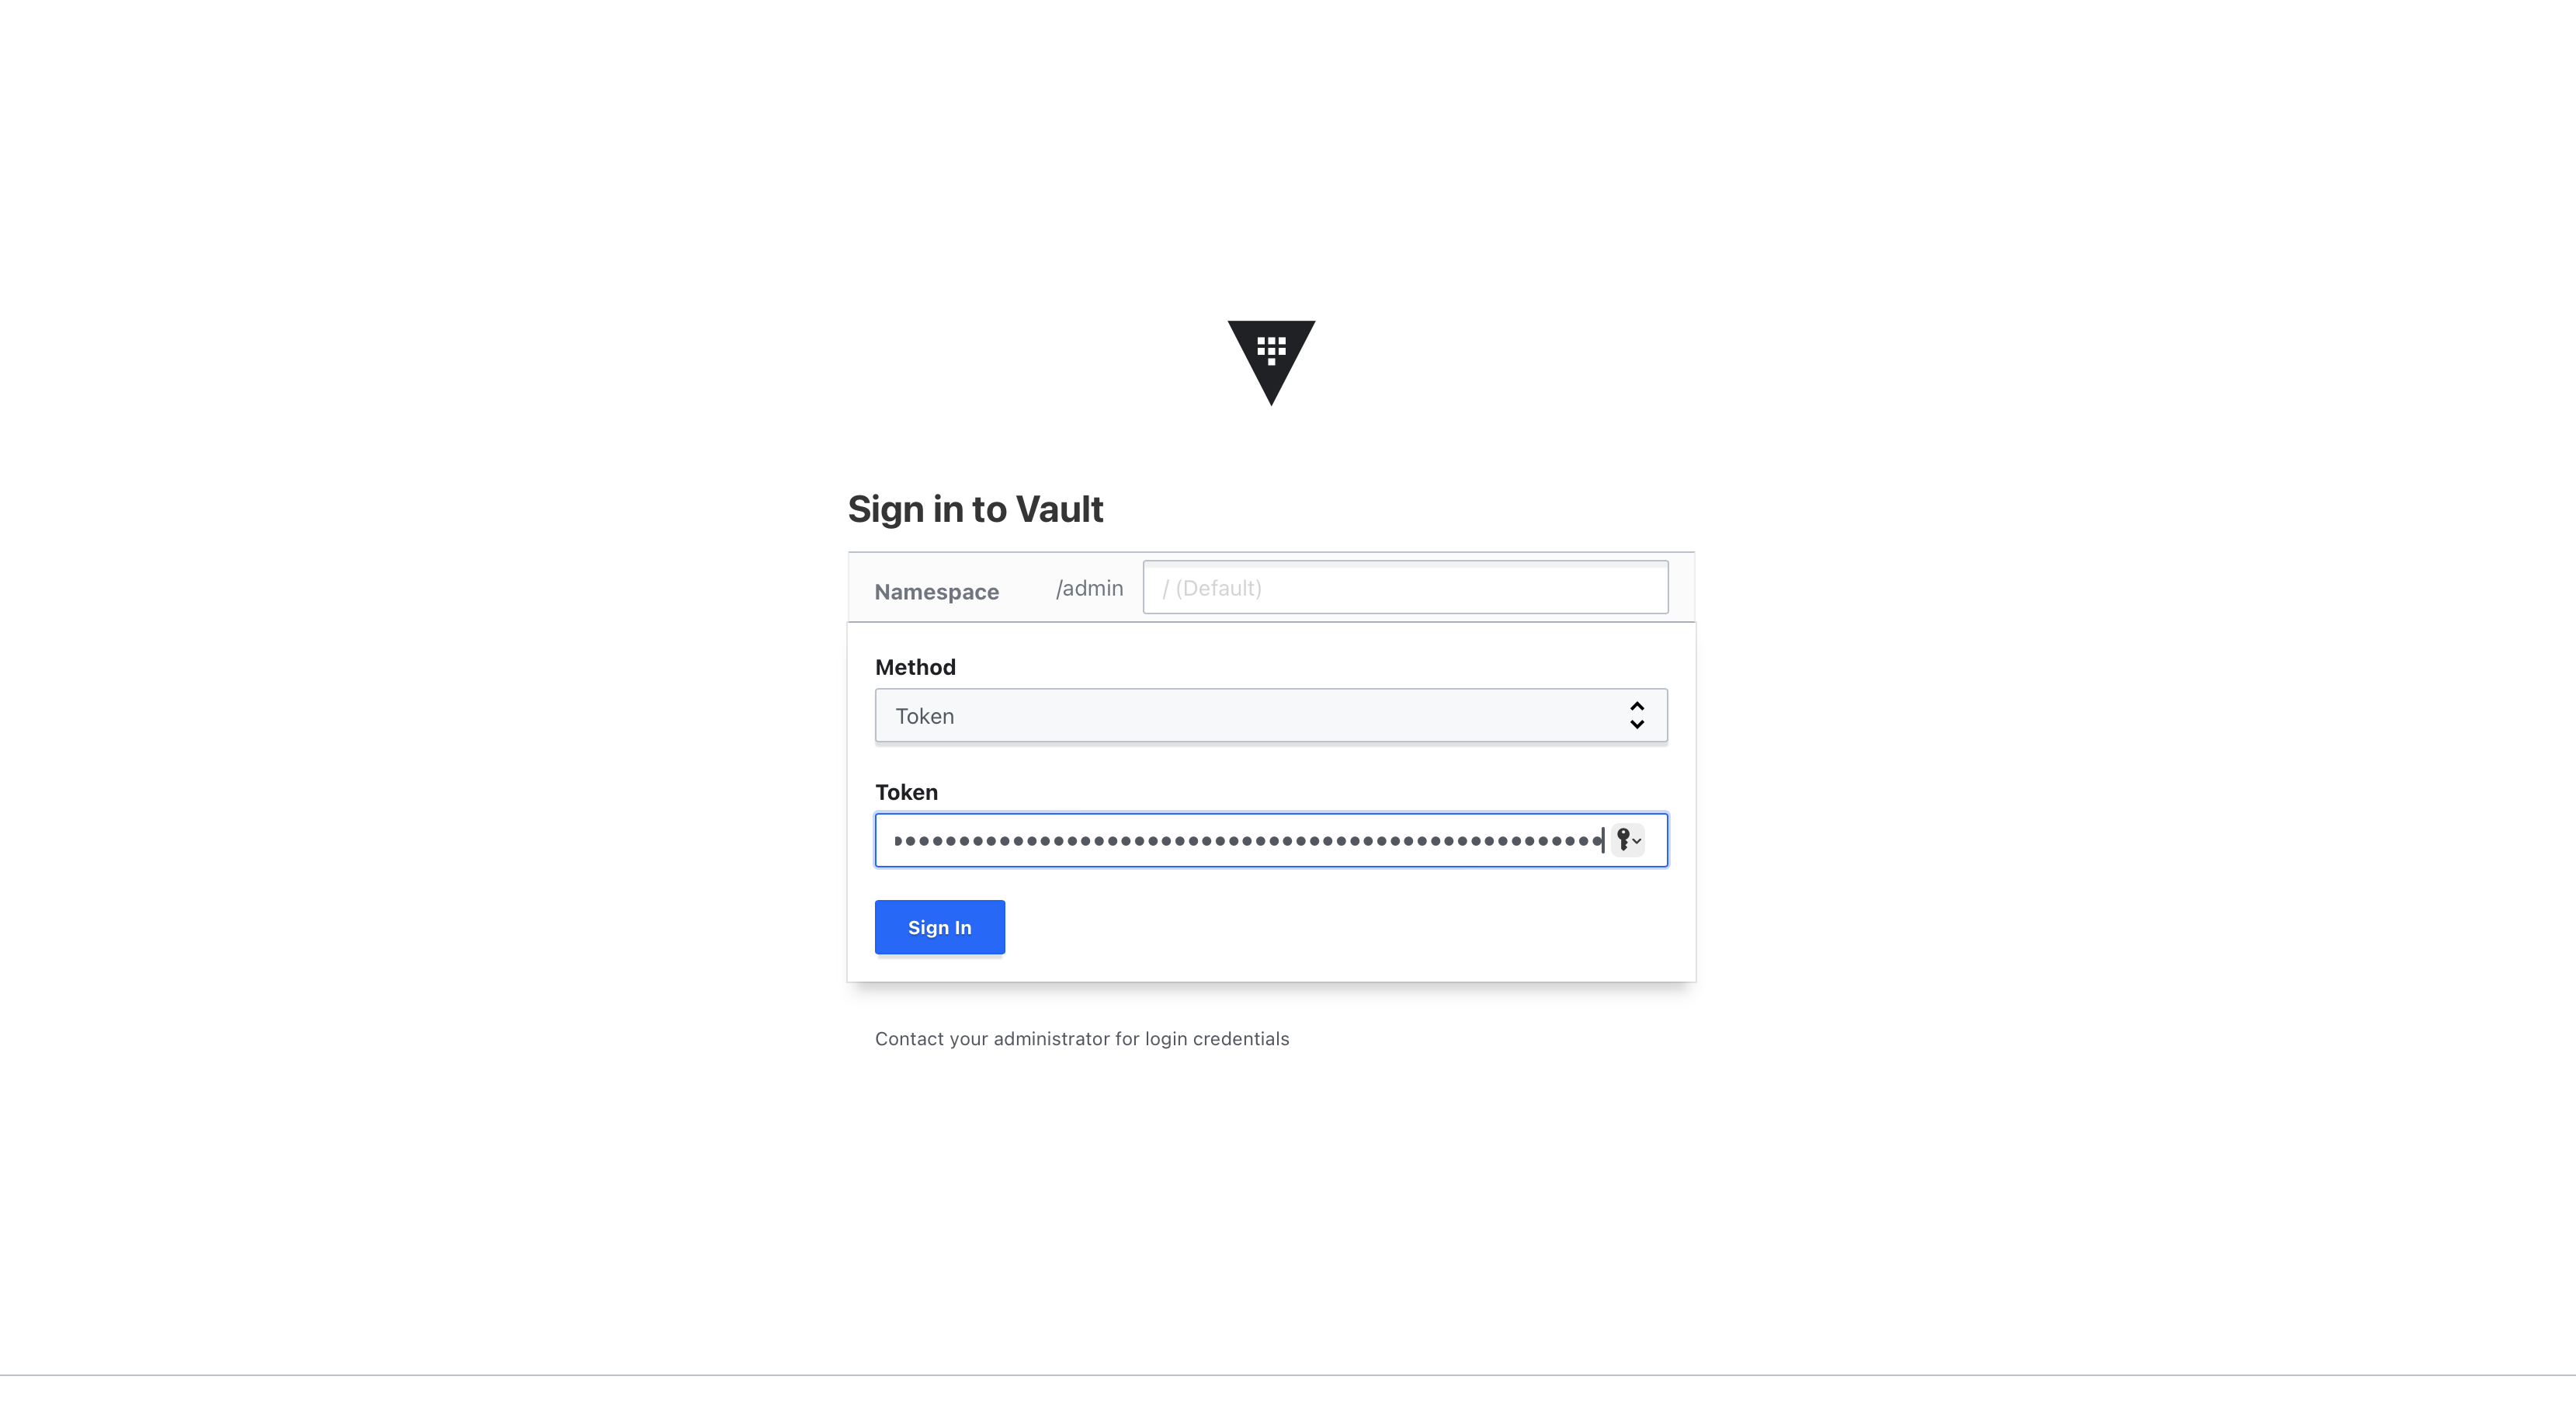 Sign in to Vault
Namespace /admin / (Default)
Method
Token
Token
Sign In
Contact your administrator for login credentials